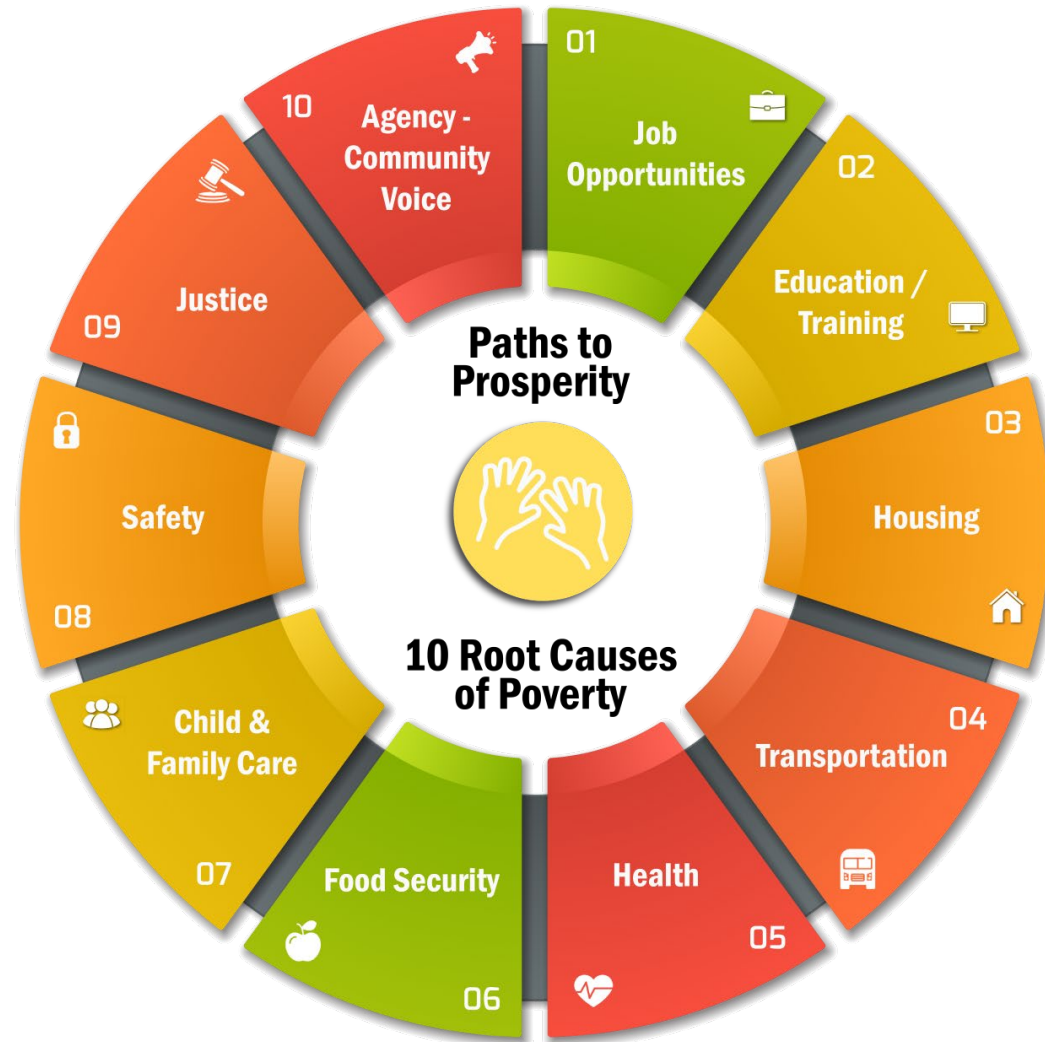 Paths to
Prosperity
10 Root Causes
of Poverty
01
Job
Opportunities
02
Education /
Training
03
Housing
04
Transportation
05
Health
06
Food Security
07
Child &
Family Care
08
Safety
09
Justice
10
Agency -
Community
Voice